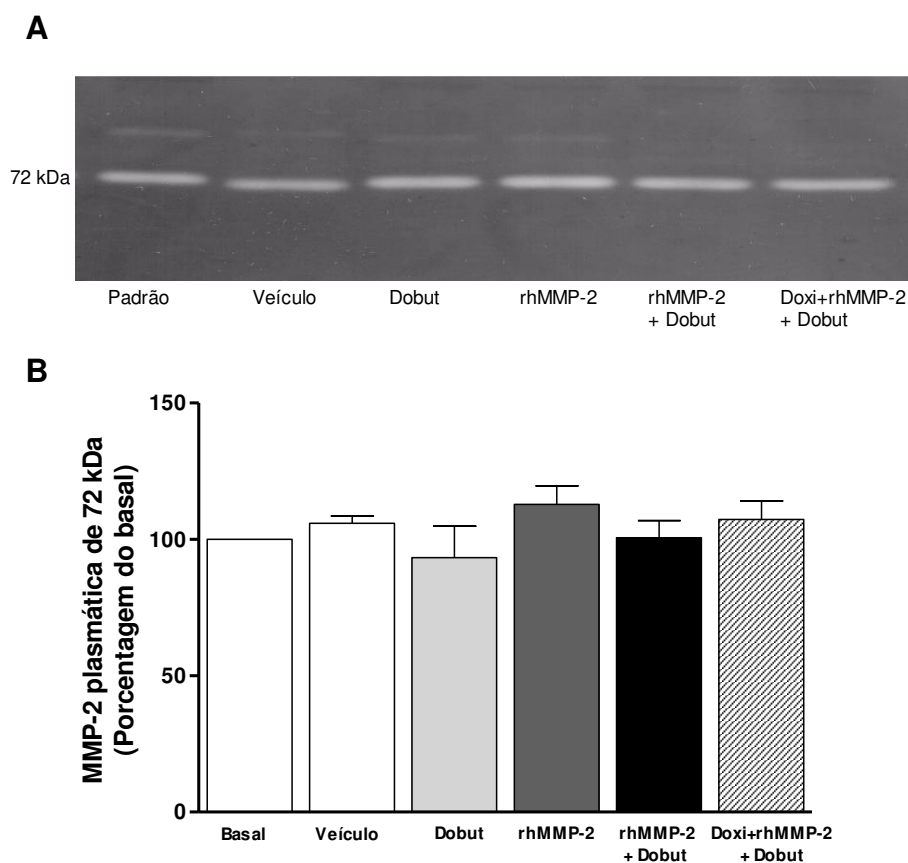 A
72 kDa
Padrão Veículo Dobut rhMMP-2 rhMMP-2 Doxi+rhMMP-2
+ Dobut + Dobut
B
MMP-2 plasmática de 72 kDa
(Porcentagem do basal)
150
100
50
0
Basal Veículo Dobut rhMMP-2 rhMMP-2 Doxi+rhMMP-2
+ Dobut + Dobut